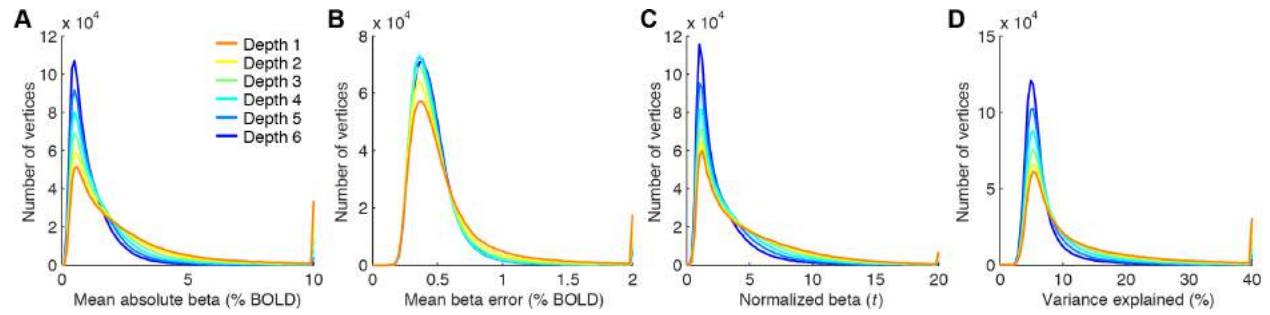 A
x 10^4
12
10
8
6
4
2
0
Number of vertices
0
5
10
Mean absolute beta (% BOLD)
Depth 1
Depth 2
Depth 3
Depth 4
Depth 5
Depth 6
B
x 10^4
8
6
4
2
0
Number of vertices
0
0.5
1
1.5
2
Mean beta error (% BOLD)
C
x 10^4
12
10
8
6
4
2
0
Number of vertices
0
5
10
15
20
Normalized beta (t)
D
x 10^4
15
10
5
0
Number of vertices
0
10
20
30
40
Variance explained (%)